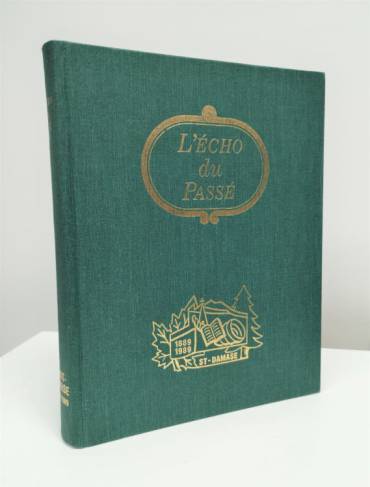 L'ÉCHO
du
PASSÉ
1889
1989
ST-DAMASE